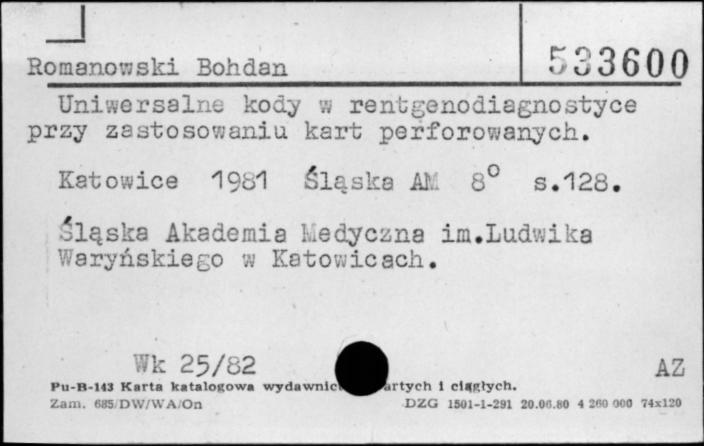 Romanowski Bohdan 533600
Uniwersalne kody w rentgenodiagnostyce
przy zastosowaniu kart perforowanych.
Katowice 1981 Śląska AM 8° s.128.
Śląska Akademia Medyczna im.Ludwika
Waryńskiego w Katowicach.
Wk 25/82 AZ
Pu-B-143 Karta katalogowa ciągłych.
Zam. 685/DW/WA/On DZG 1501-1-291 20.06.80 4 260 000 74x120